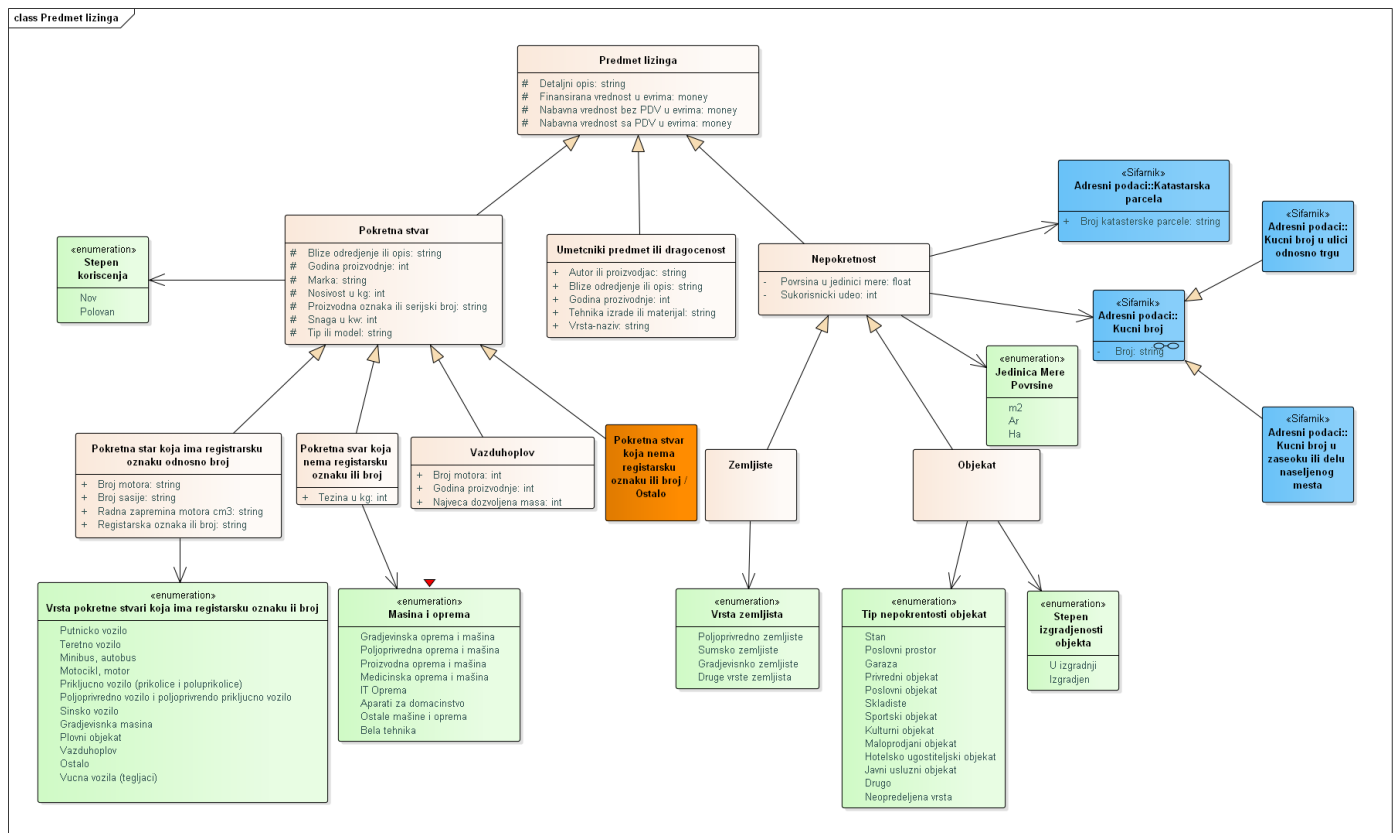 class Predmet lizinga
Predmet lizinga
# Detaljni opis: string
# Finansirana vrednost u evrima: money
# Nabavna vrednost bez PDV u evrima: money
# Nabavna vrednost sa PDV u evrima: money
«enumeration»
Stepen
koriscenja
Nov
Polovan
Pokretna stvar
# Blize odredjenje ili opis: string
# Godina proizvodnje: int
# Marka: string
# Nosivost u kg: int
# Proizvodna oznaka ili serijski broj: string
# Snaga u kw: int
# Tip ili model: string
Umetcniki predmet ili dragocenost
+ Autor ili proizvodjac: string
+ Blize odredjenje ili opis: string
+ Godina prozivodnje: int
+ Tehnika izrade ili materijal: string
+ Vrsta-naziv: string
Nepokretnost
- Povrsina u jedinici mere: float
- Sukorisnicki udeo: int
«Sifarnik»
Adresni podaci::Katastarska
parcela
+ Broj katasterske parcele: string
«Sifarnik»
Adresni podaci::
Kucni broj u ulici
odnosno trgu
«Sifarnik»
Adresni podaci::
Kucni broj
- Broj: string
«enumeration»
Jedinica Mere
Povrsine
m2
Ar
Ha
«Sifarnik»
Adresni podaci::
Kucni broj u
zaseoku ili delu
naseljenog
mesta
Pokretna star koja ima registrarsku
oznaku odnosno broj
+ Broj motora: string
+ Broj sasije: string
+ Radna zapremina motora cm3: string
+ Registarska oznaka ili broj: string
Pokretna svar koja
nema registarsku
oznaku ili broj
+ Tezina u kg: int
Vazduhoplov
+ Broj motora: int
+ Godina proizvodnje: int
+ Najveca dozvoljena masa: int
Pokretna stvar
koja nema
registarsku
oznaku ili broj /
Ostalo
Zemljiste
Objekat
«enumeration»
Vrsta pokretne stvari koja ima registarsku oznaku ii broj
Putnicko vozilo
Teretno vozilo
Minibus, autobus
Motocikl, motor
Prikljucno vozilo (prikolice i poluprikolice)
Poljoprivredno vozilo i poljoprivrendo prikljucno vozilo
Sinsko vozilo
Gradjevisnka masina
Plovni objekat
Vazduhoplov
Ostalo
Vucna vozila (tegljaci)
«enumeration»
Masina i oprema
Gradjevinska oprema i mašina
Poljoprivredna oprema i mašina
Proizvodna oprema i mašina
Medicinska oprema i mašina
IT Oprema
Aparati za domacinstvo
Ostale mašine i oprema
Bela tehnika
«enumeration»
Vrsta zemljista
Poljoprivredno zemljiste
Sumsko zemljiste
Gradjevisnko zemljiste
Druge vrste zemljista
«enumeration»
Tip nepokrentosti objekat
Stan
Poslovni prostor
Garaza
Privredni objekat
Poslovni objekat
Skladiste
Sportski objekat
Kulturni objekat
Maloprodjani objekat
Hotelsko ugostiteljski objekat
Javni usluzni objekat
Drugo
Neopredeljena vrsta
«enumeration»
Stepen
izgradjenosti
objekta
U izgradnji
Izgradjen